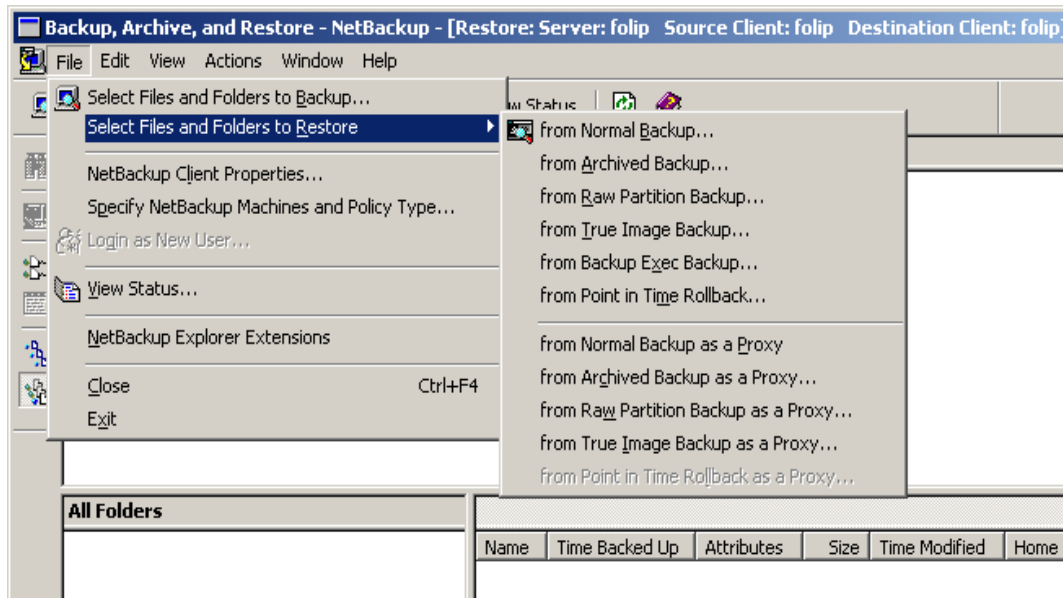 Backup, Archive, and Restore - NetBackup - [Restore: Server: folip Source Client: folip Destination Client: folip]
File Edit View Actions Window Help
Select Files and Folders to Backup...
Status
Select Files and Folders to Restore
from Normal Backup...
from Archived Backup...
NetBackup Client Properties...
from Raw Partition Backup...
Specify NetBackup Machines and Policy Type...
from True Image Backup...
Login as New User...
from Backup Exec Backup...
View Status...
from Point in Time Rollback...
NetBackup Explorer Extensions
from Normal Backup as a Proxy
Close Ctrl+F4
from Archived Backup as a Proxy...
Exit
from Raw Partition Backup as a Proxy...
from True Image Backup as a Proxy...
from Point in Time Rollback as a Proxy...
All Folders
Name Time Backed Up Attributes Size Time Modified Home